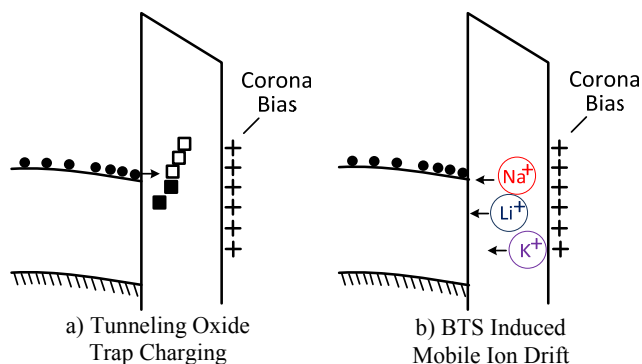 Corona
Bias
+
+
+
+
+
+
a) Tunneling Oxide
Trap Charging
Corona
Bias
+
+
+
+
+
+
Na+
Li+
K+
b) BTS Induced
Mobile Ion Drift